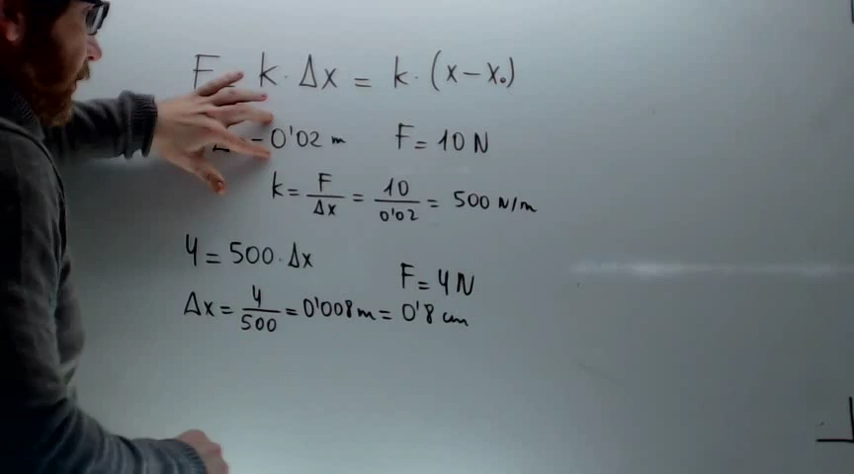 F = k · Δx = k · (x - x₀)
- 0'02 m F = 10 N
k = F/Δx = 10/0'02 = 500 N/m
4 = 500 · Δx
F = 4 N
Δx = 4/500 = 0'008 m = 0'8 cm